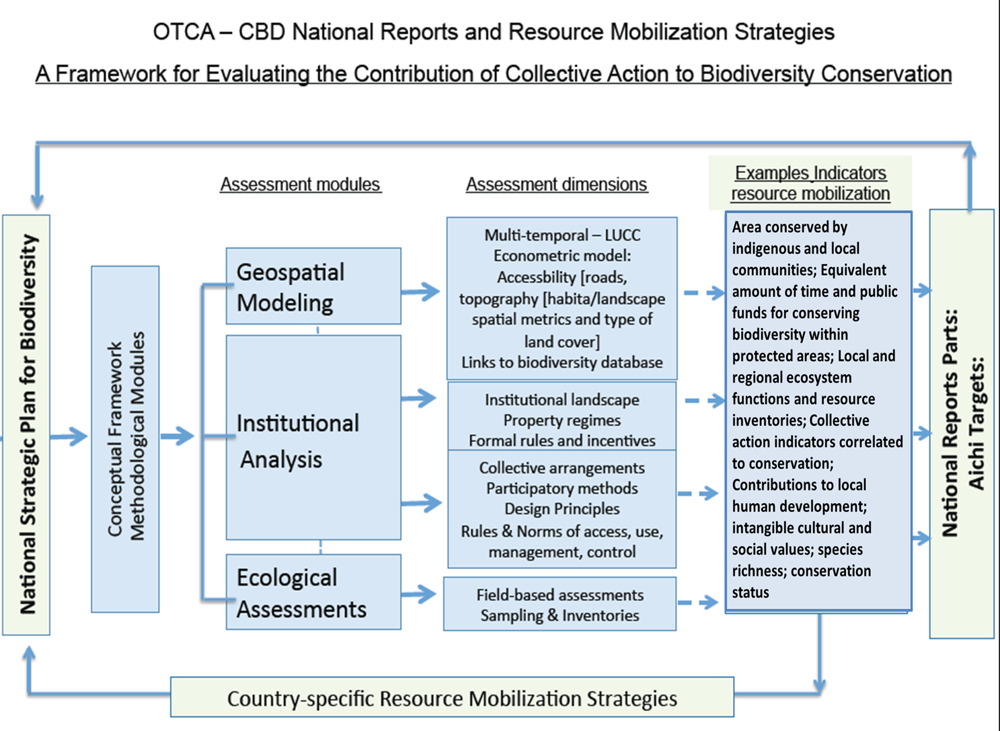 OTCA – CBD National Reports and Resource Mobilization Strategies
A Framework for Evaluating the Contribution of Collective Action to Biodiversity Conservation
National Strategic Plan for Biodiversity
Conceptual Framework
Methodological Modules
Assessment modules
Geospatial
Modeling
Institutional
Analysis
Ecological
Assessments
Assessment dimensions
Multi-temporal – LUCC
Econometric model:
Accessbility [roads,
topography [habita/landscape
spatial metrics and type of
land cover]
Links to biodiversity database
Institutional landscape
Property regimes
Formal rules and incentives
Collective arrangements
Participatory methods
Design Principles
Rules & Norms of access, use,
management, control
Field-based assessments
Sampling & Inventories
Examples Indicators
resource mobilization
Area conserved by
indigenous and local
communities; Equivalent
amount of time and public
funds for conserving
biodiversity within
protected areas; Local and
regional ecosystem
functions and resource
inventories; Collective
action indicators correlated
to conservation;
Contributions to local
human development;
intangible cultural and
social values; species
richness; conservation
status
National Reports Parts:
Aichi Targets:
Country-specific Resource Mobilization Strategies